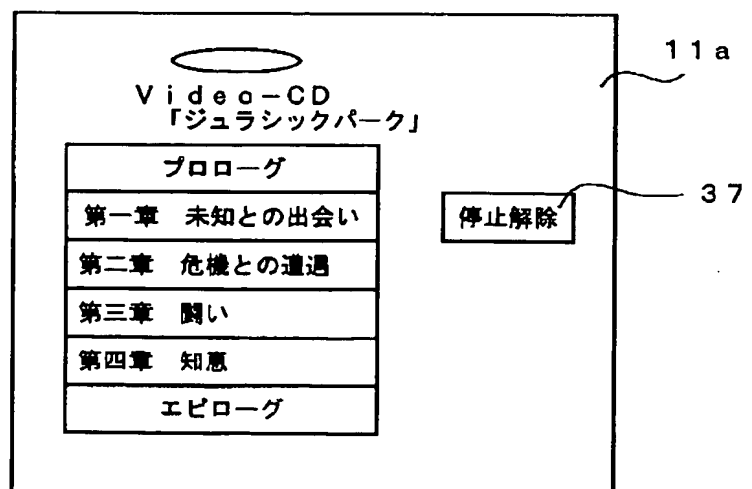 11a
Video-CD
「ジュラシックパーク」
プロローグ
第一章 未知との出会い
停止解除
37
第二章 危機との遭遇
第三章 闘い
第四章 知恵
エピローグ